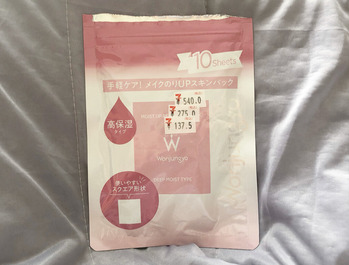 10 Sheets
手軽ケア! メイクのりUPスキンパック
¥540.0
¥275.0
¥137.5
高保湿
タイプ
W
使いやすい
スクエア形状
MOIST TYPE